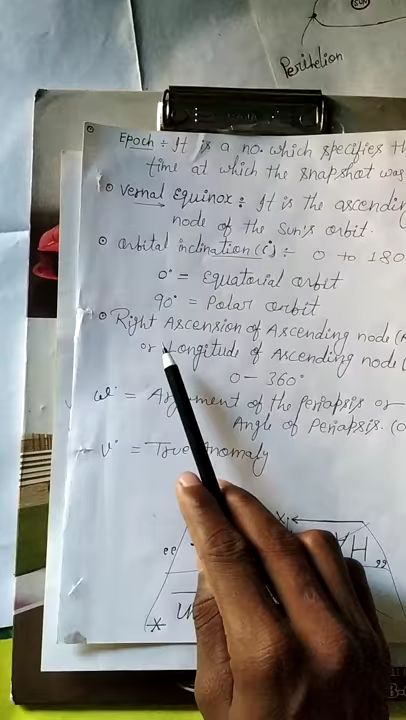 SUN
Perihelion
Epoch : It is a no. which specifies th
time at which the snapshot was
Vernal Equinox : It is the ascendin
node of the Sun's orbit.
orbital inclination (i) :- 0 to 180
0° = Equatorial orbit
90° = Polar orbit
Right Ascension of Ascending node (R
or Longitude of Ascending node (
0 - 360°
ω° = Argument of the periapsis or
Angle of Periapsis. (0
ν° = True Anomaly